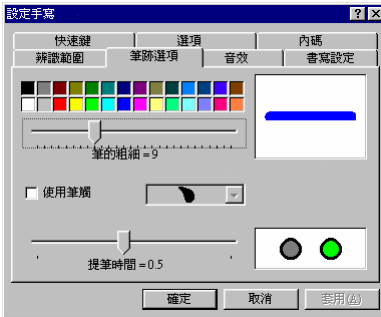 設定手寫
快速鍵 選項 內碼
辨識範圍 筆跡選項 音效 書寫設定
筆的粗細=9
使用筆觸
提筆時間=0.5
確定 取消 套用(A)